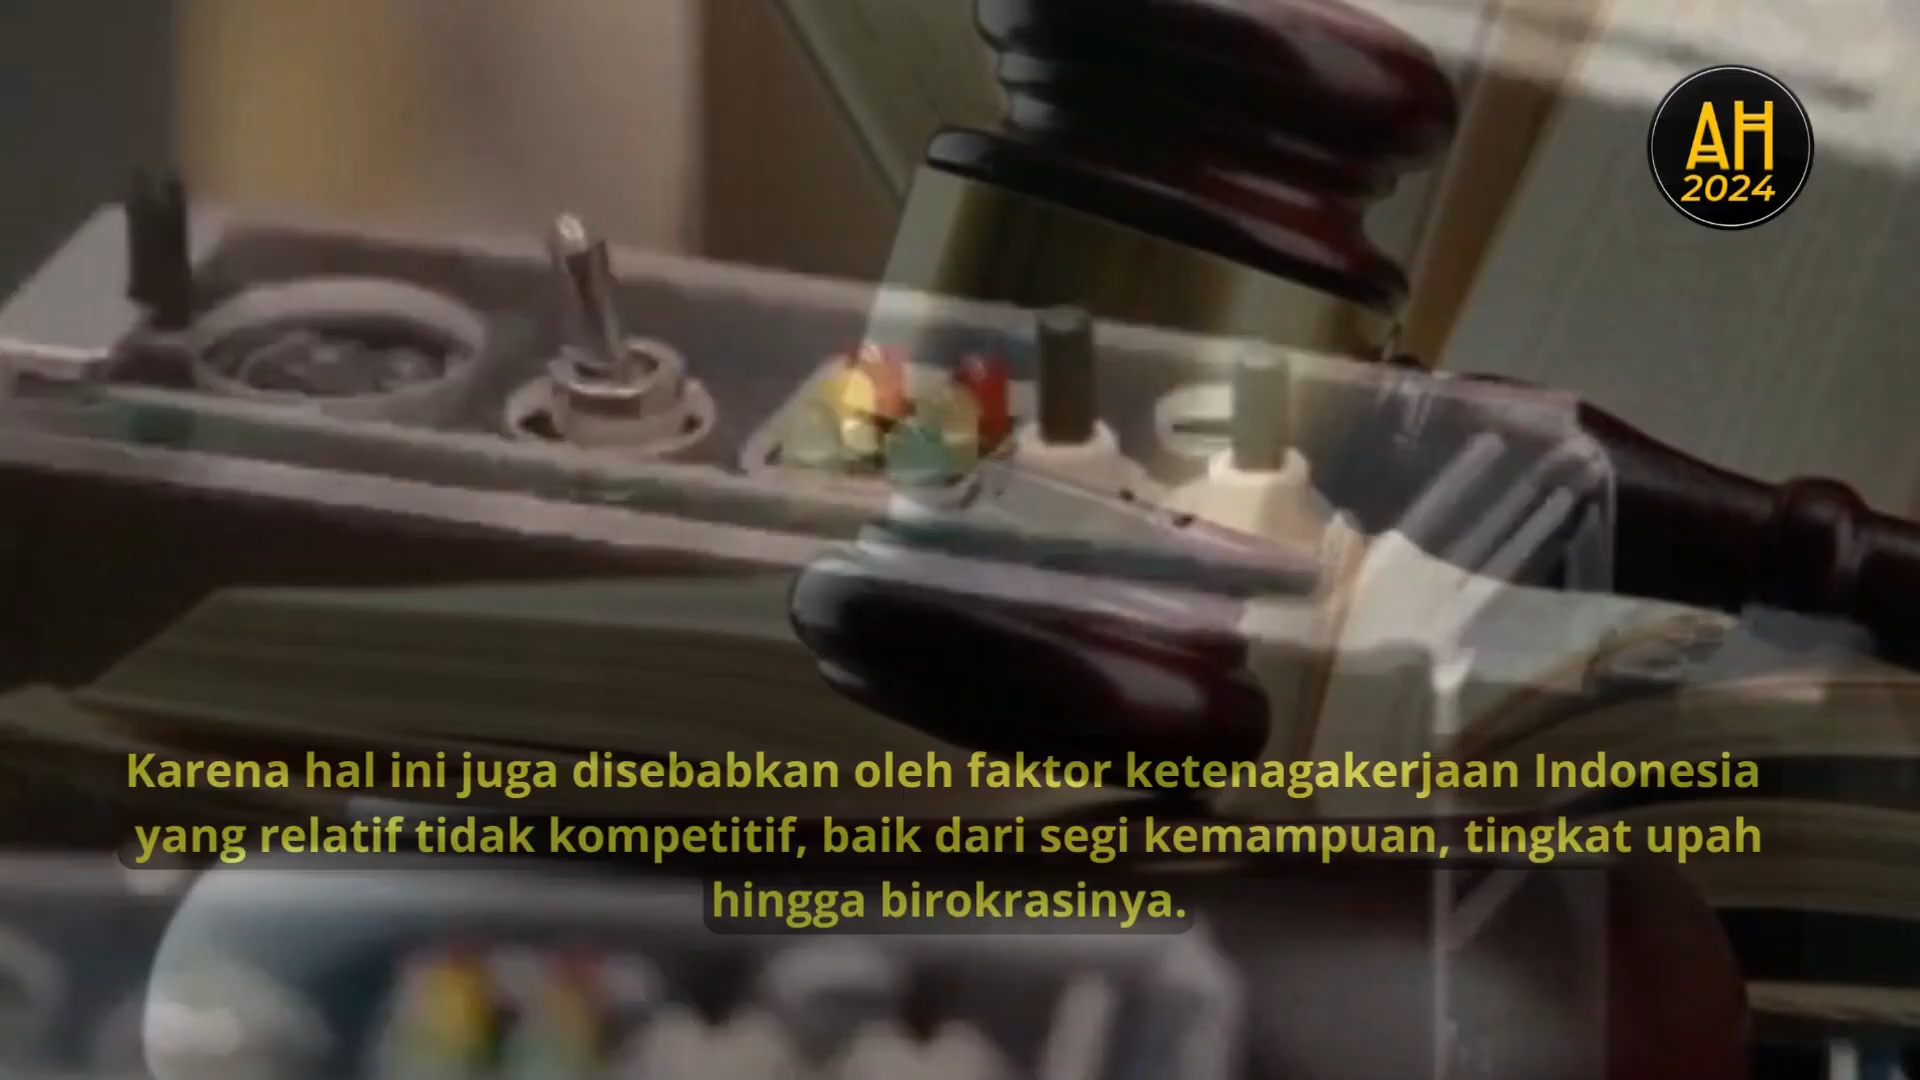 AH
2024
Karena hal ini juga disebabkan oleh faktor ketenagakerjaan Indonesia
yang relatif tidak kompetitif, baik dari segi kemampuan, tingkat upah
hingga birokrasinya.